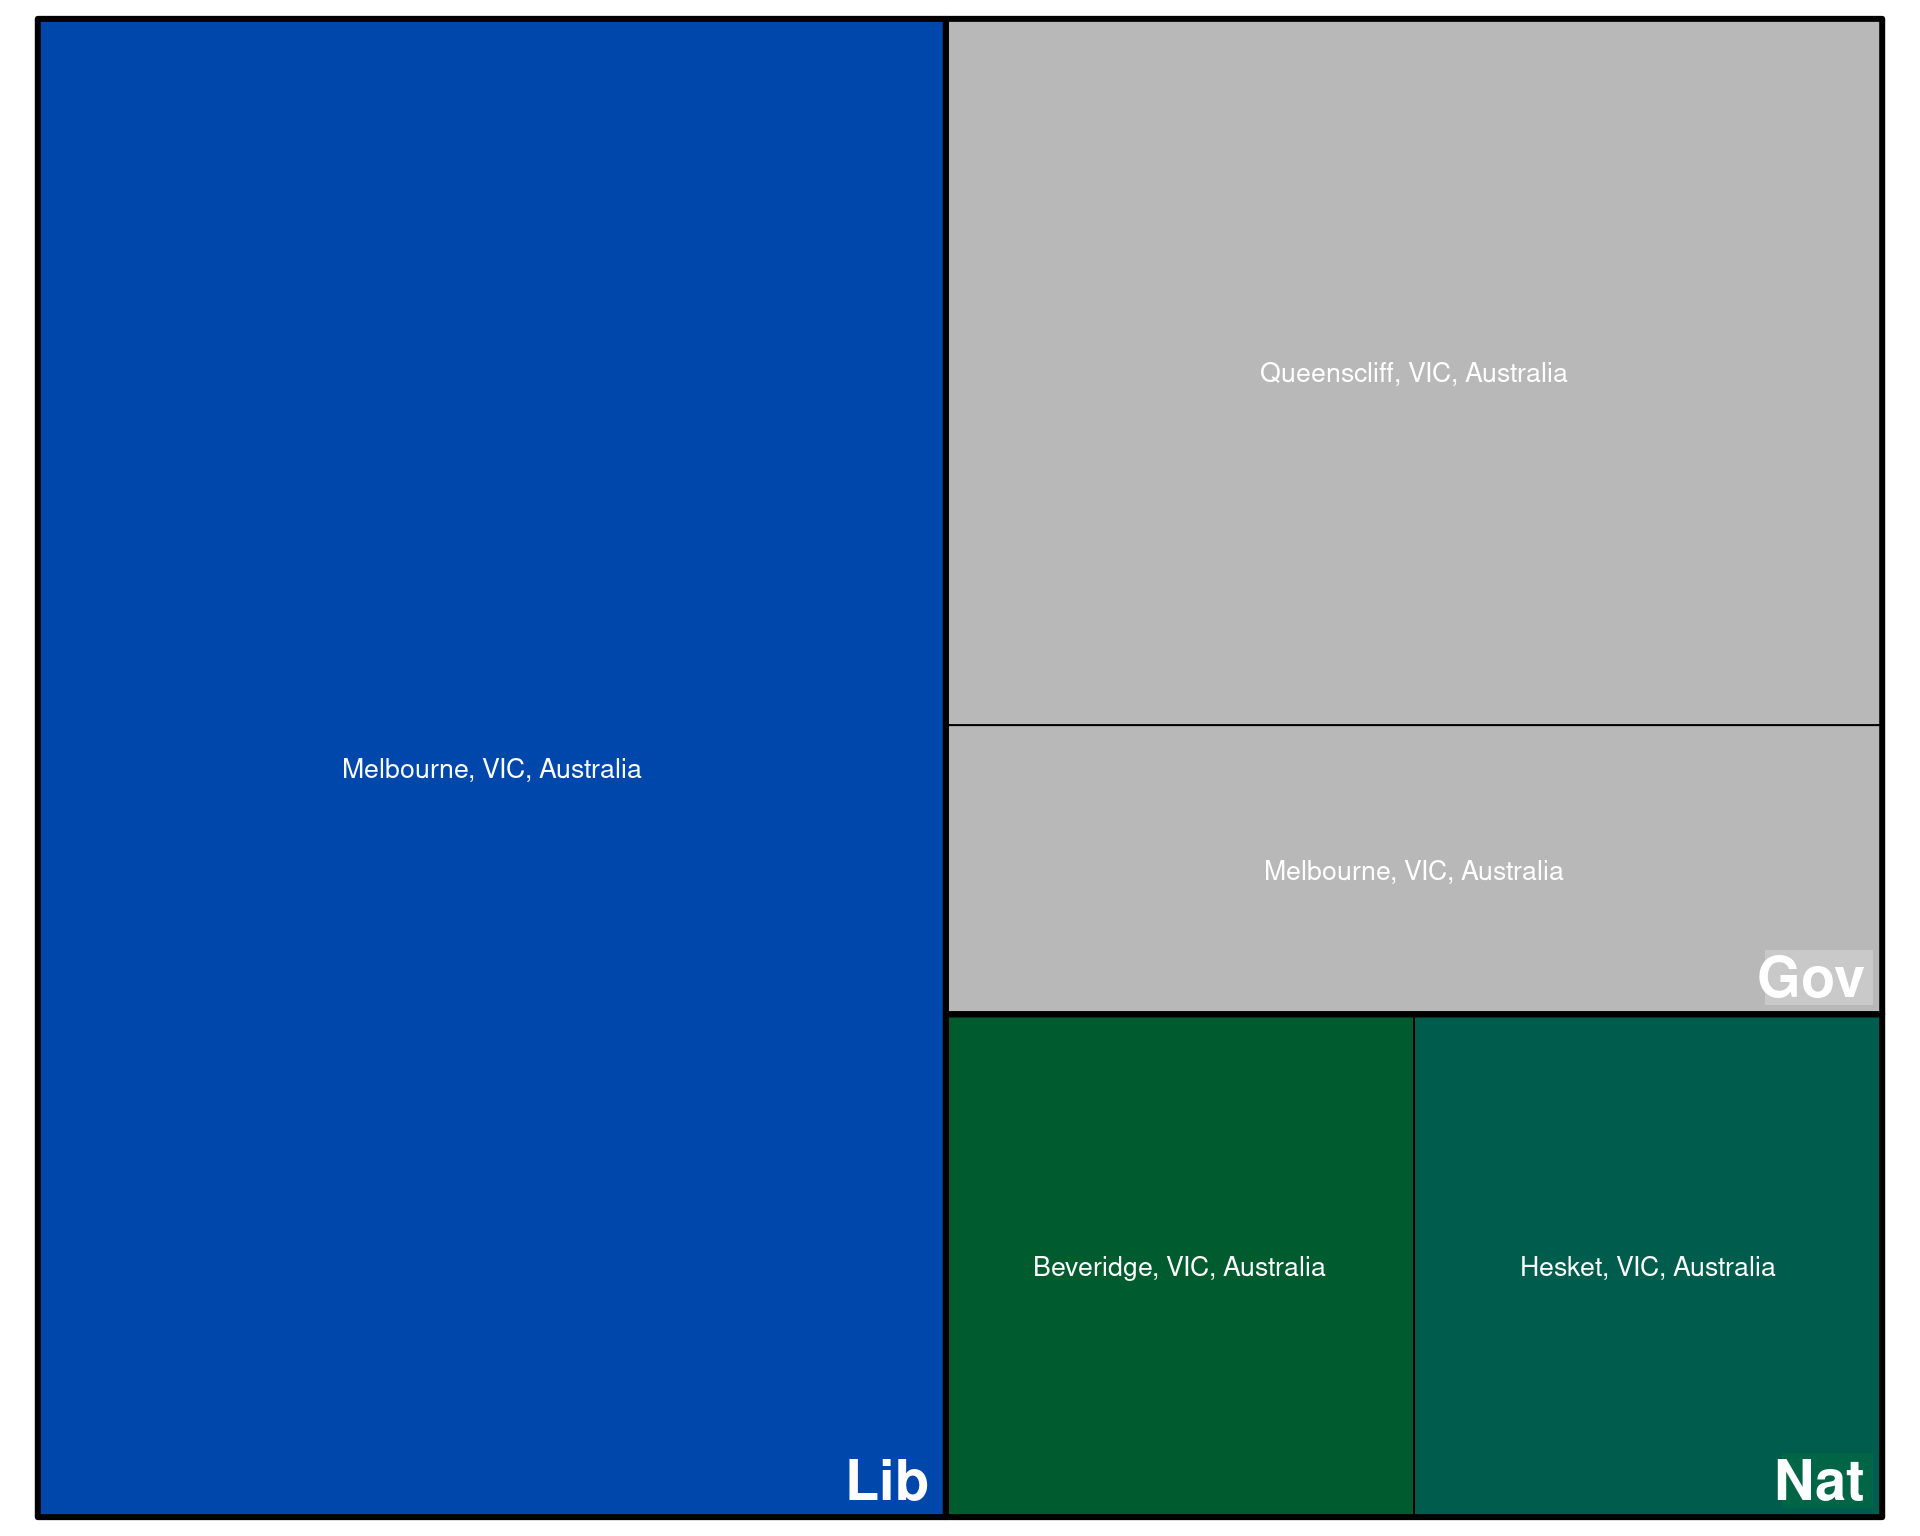 Melbourne, VIC, Australia
Lib
Queenscliff, VIC, Australia
Melbourne, VIC, Australia
Gov
Beveridge, VIC, Australia
Hesket, VIC, Australia
Nat